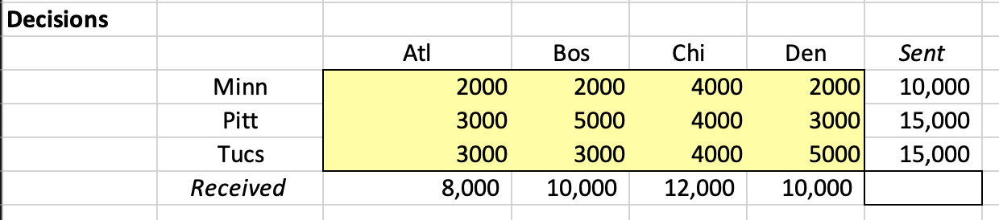 Decisions
Atl Bos Chi Den Sent
Minn 2000 2000 4000 2000 10,000
Pitt 3000 5000 4000 3000 15,000
Tucs 3000 3000 4000 5000 15,000
Received 8,000 10,000 12,000 10,000